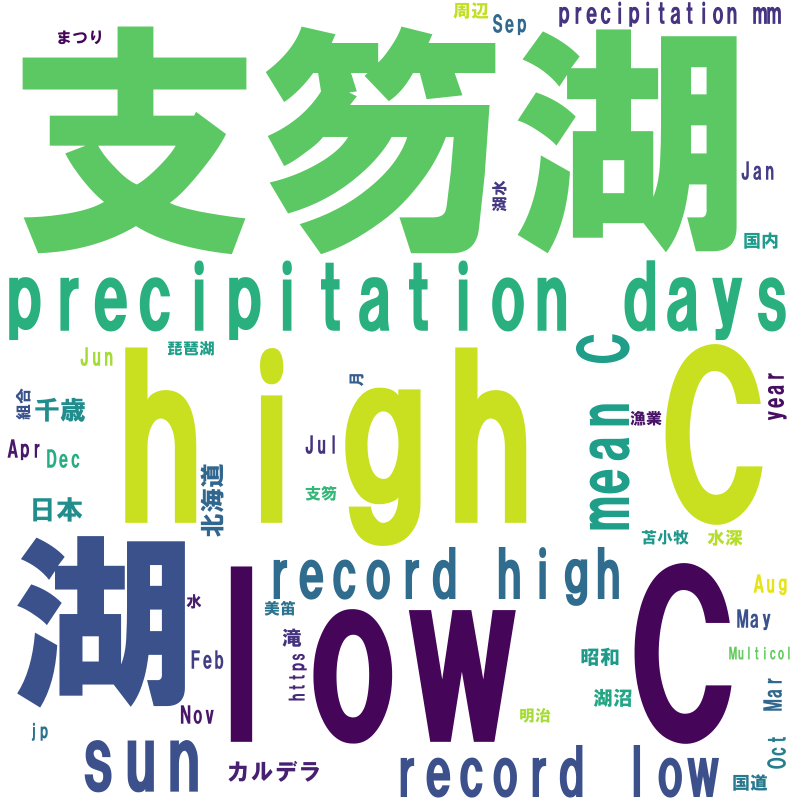 周辺
precipitation mm
Sep
まつり
支笏湖
Jan
湖水
国内
precipitation days
琵琶湖
Jun
high C
mean C
月
year
組合
千歳
漁業
Apr
Jul
Dec
北海道
支笏
日本
苫小牧
水深
湖
record high
low C
Aug
水
美笛
May
滝
Feb
https
昭和
Multicol
湖沼
Mar
Nov
明治
jp
sun
Oct
カルデラ
record low
国道